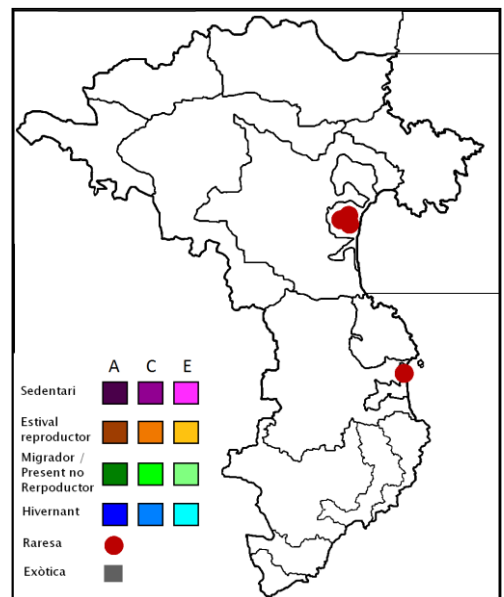 A C E
Sedentari
Estival
reproductor
Migrador /
Present no
Rerpoductor
Hivernant
Raresa
Exòtica